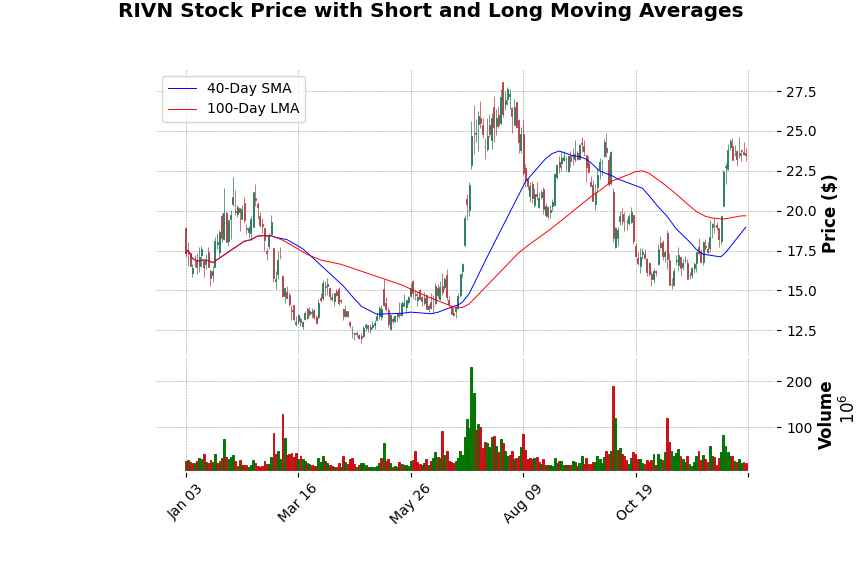 RIVN Stock Price with Short and Long Moving Averages
40-Day SMA
100-Day LMA
27.5
25.0
22.5
20.0
17.5
15.0
12.5
Price ($)
200
100
Volume
10^6
Jan 03
Mar 16
May 26
Aug 09
Oct 19